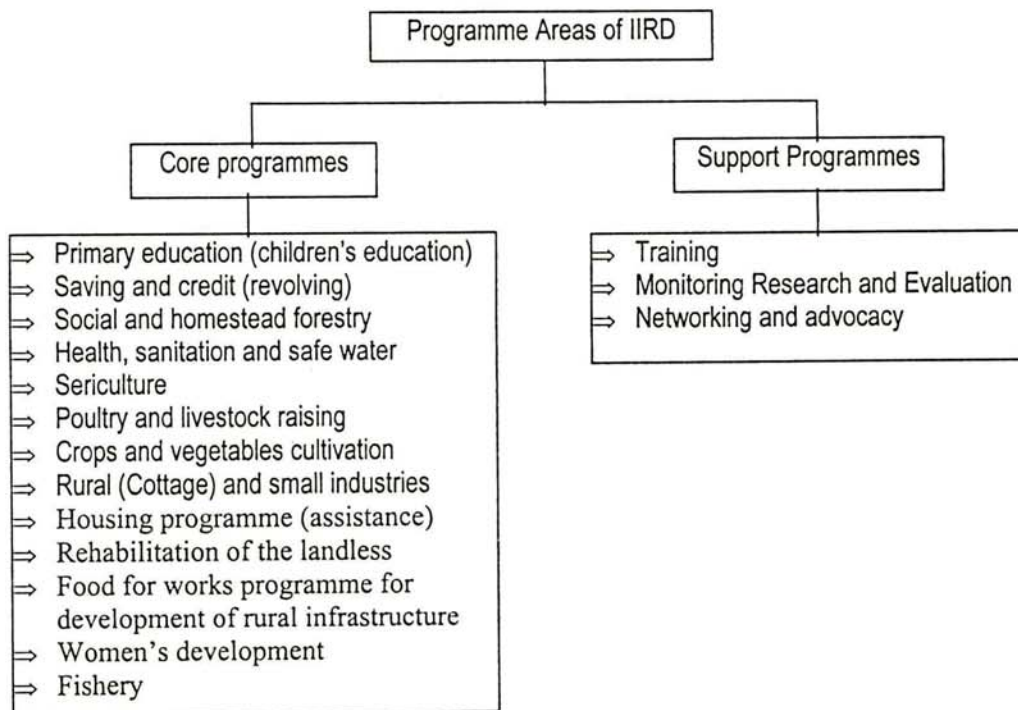 Programme Areas of IIRD
Core programmes
⇒ Primary education (children's education)
⇒ Saving and credit (revolving)
⇒ Social and homestead forestry
⇒ Health, sanitation and safe water
⇒ Sericulture
⇒ Poultry and livestock raising
⇒ Crops and vegetables cultivation
⇒ Rural (Cottage) and small industries
⇒ Housing programme (assistance)
⇒ Rehabilitation of the landless
⇒ Food for works programme for
development of rural infrastructure
⇒ Women's development
⇒ Fishery
Support Programmes
⇒ Training
⇒ Monitoring Research and Evaluation
⇒ Networking and advocacy